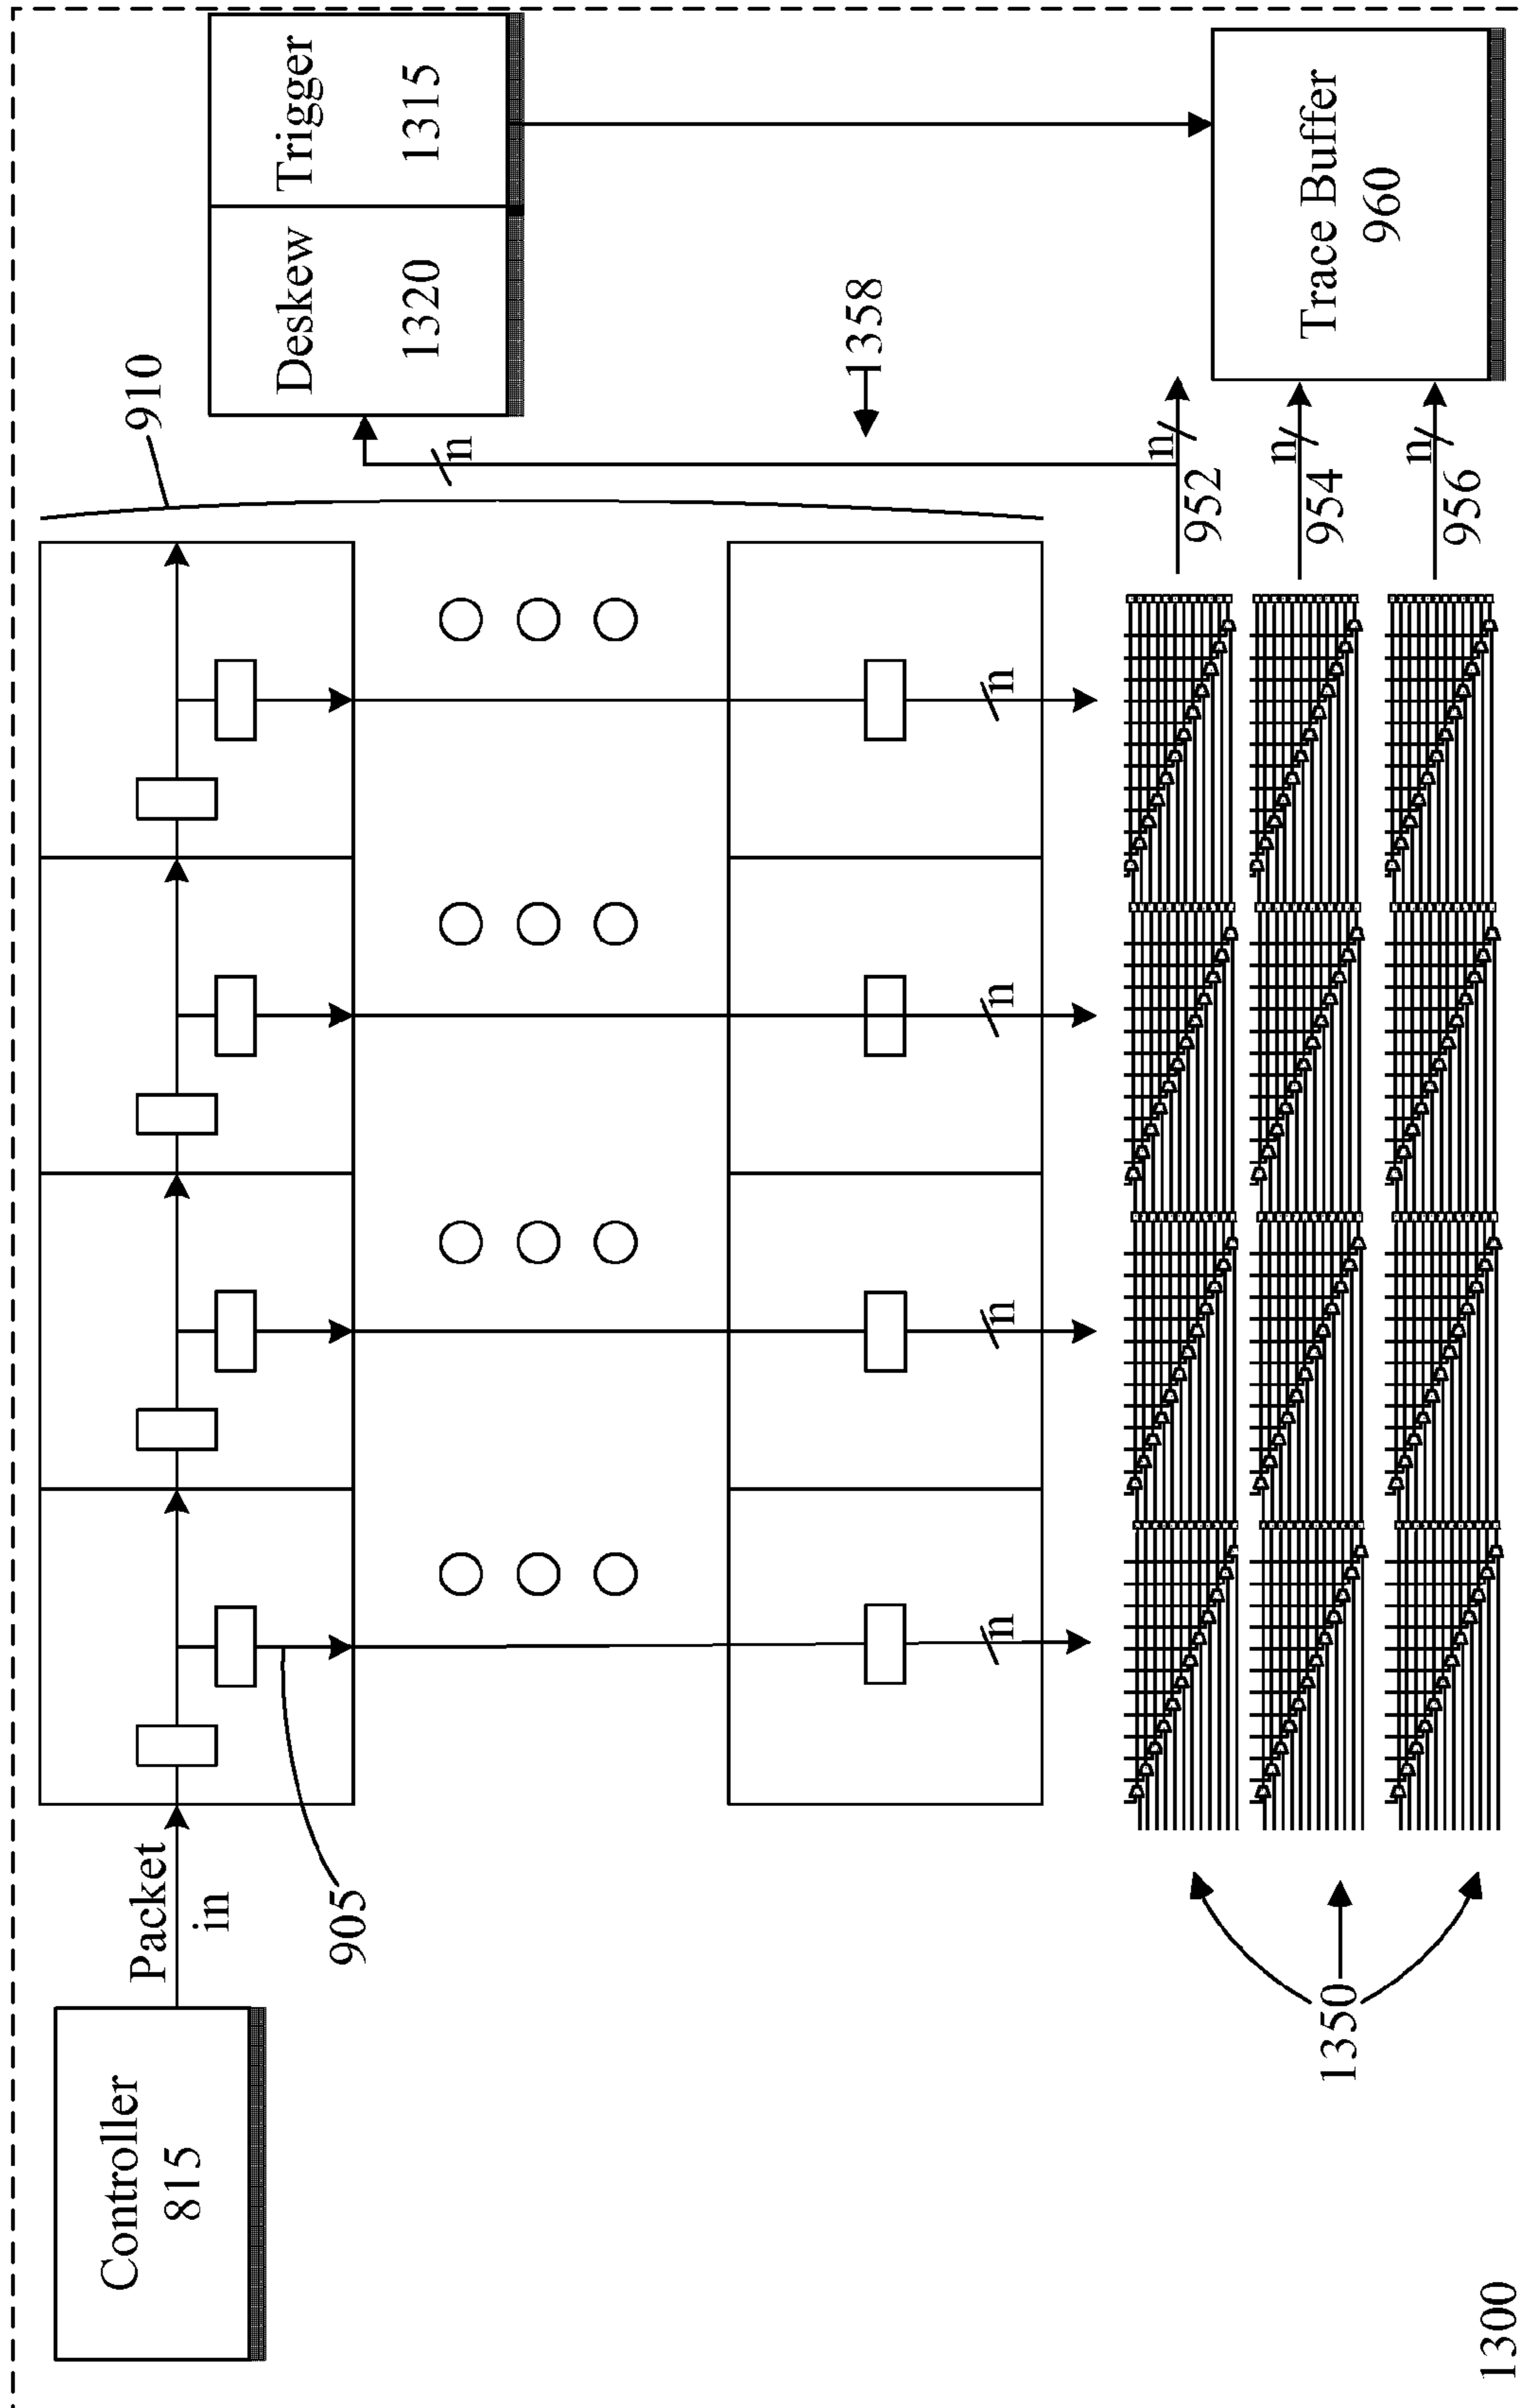 Controller
815
Packet
in
905
910
Deskew
1320
Trigger
1315
n
1358
n
n
n
n
n
952
n
954
n
956
Trace Buffer
960
1350
1300